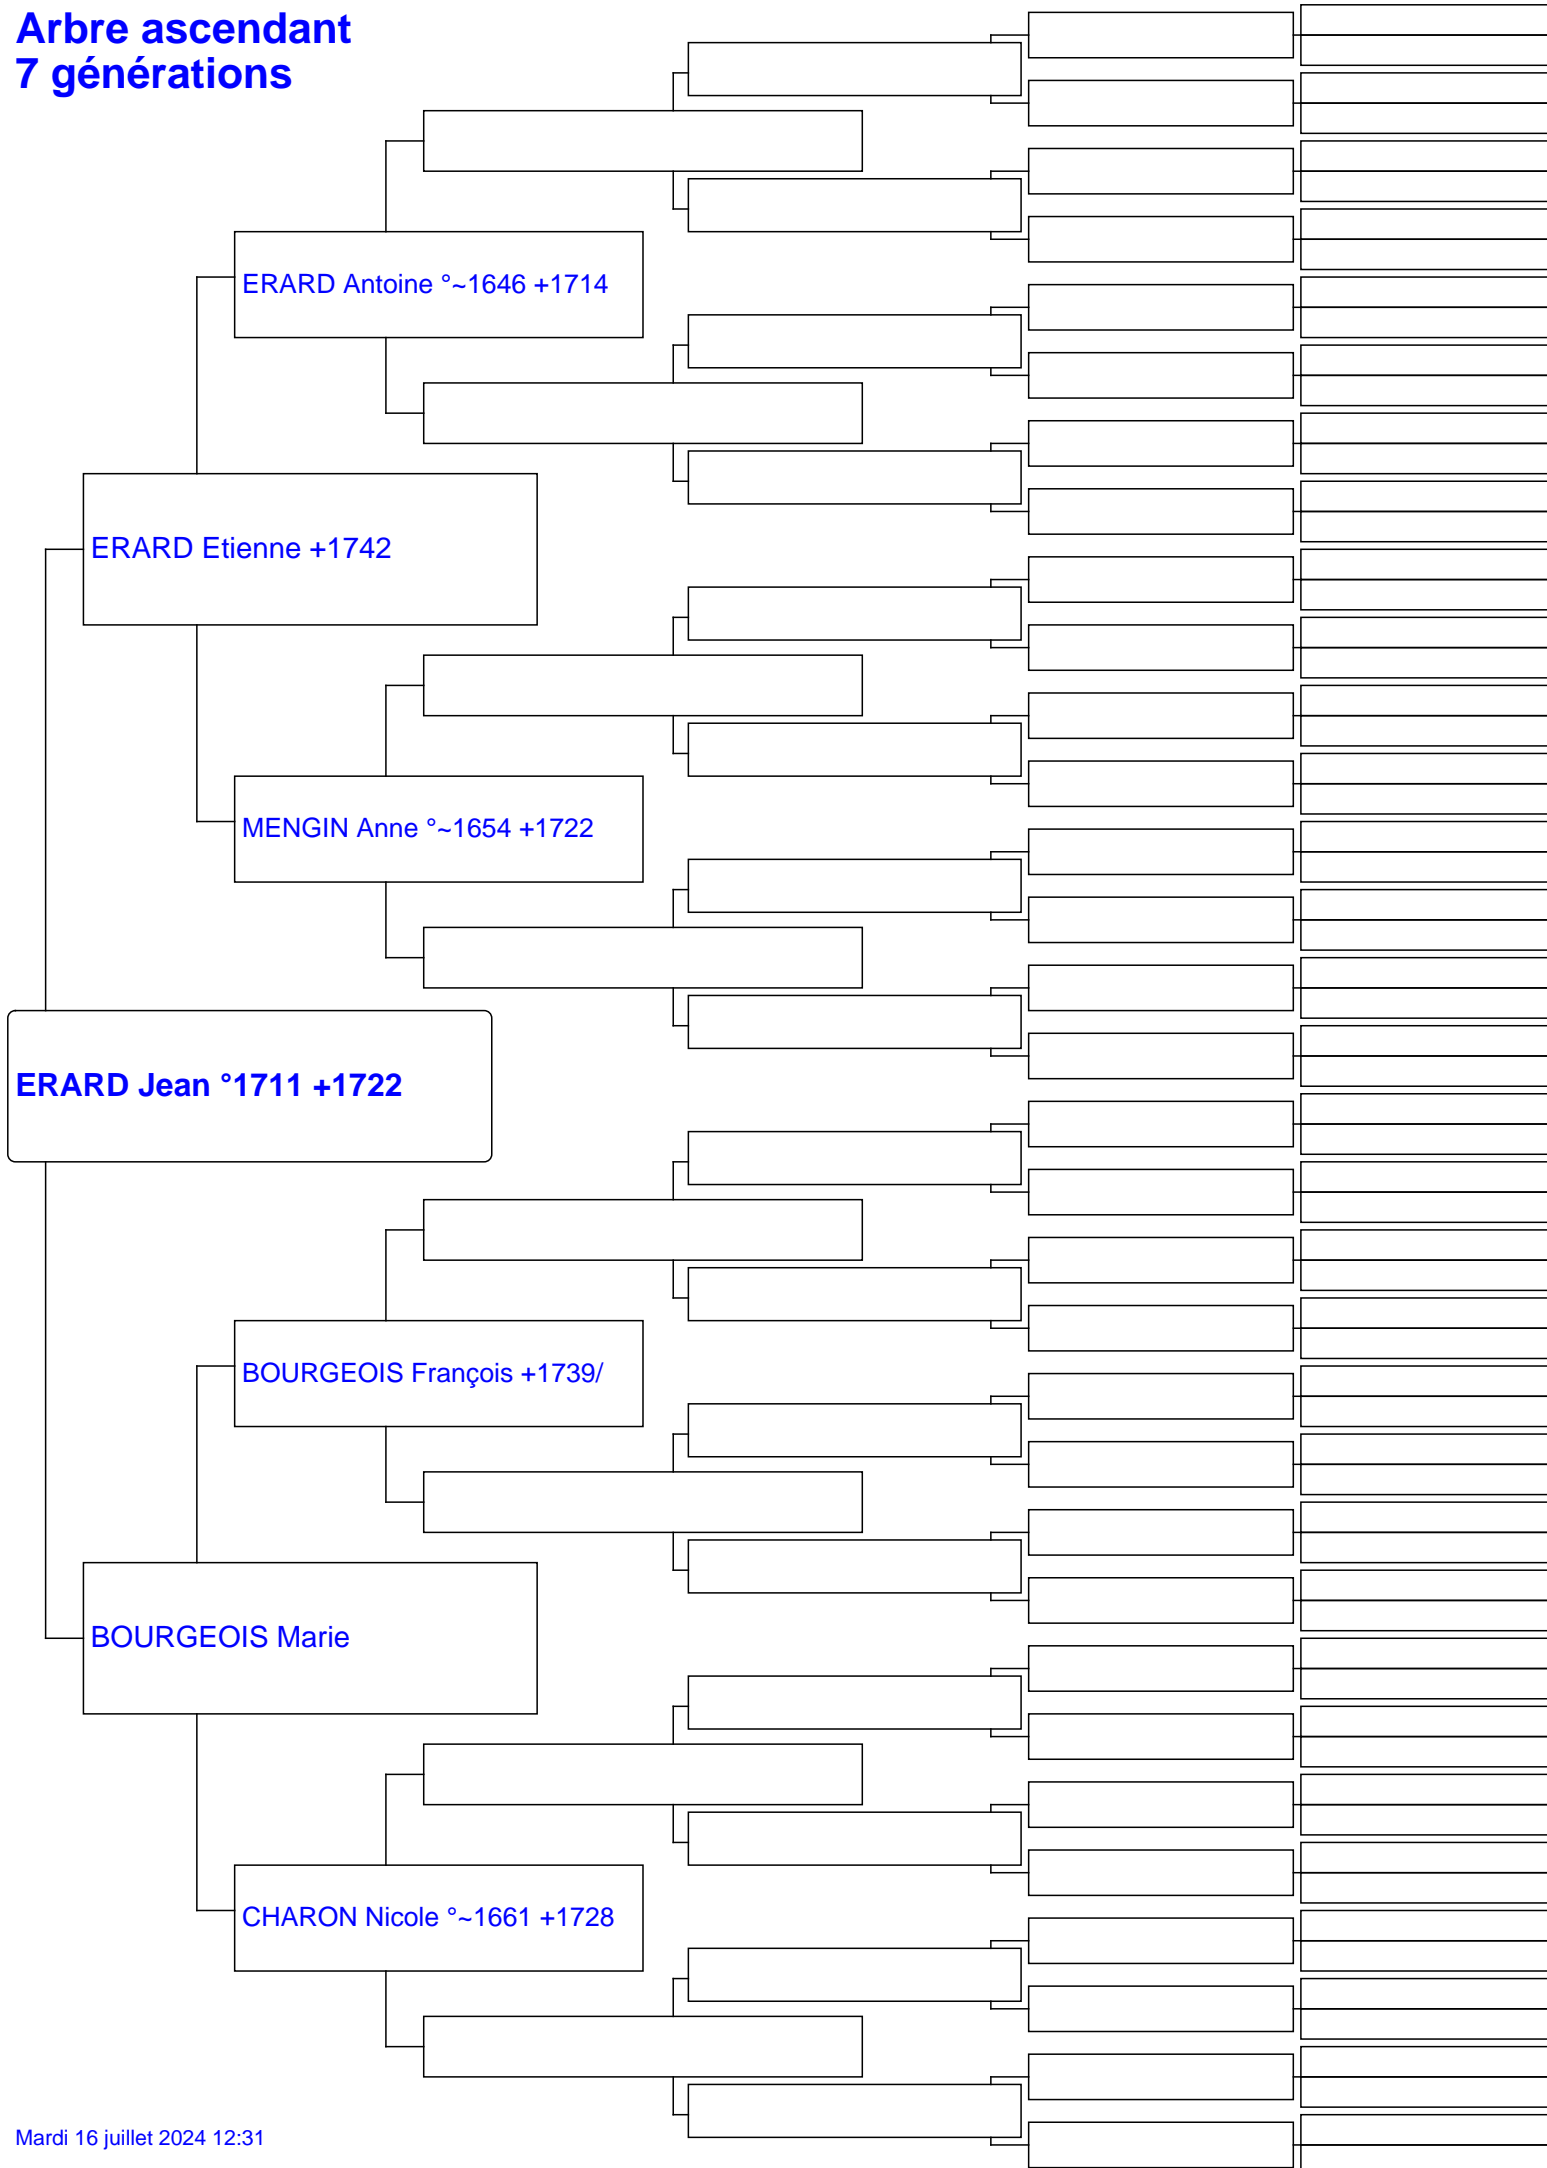 Arbre ascendant
7 générations
ERARD Antoine °~1646 +1714
ERARD Etienne +1742
MENGIN Anne °~1654 +1722
ERARD Jean °1711 +1722
BOURGEOIS François +1739/
BOURGEOIS Marie
CHARON Nicole °~1661 +1728
Mardi 16 juillet 2024 12:31